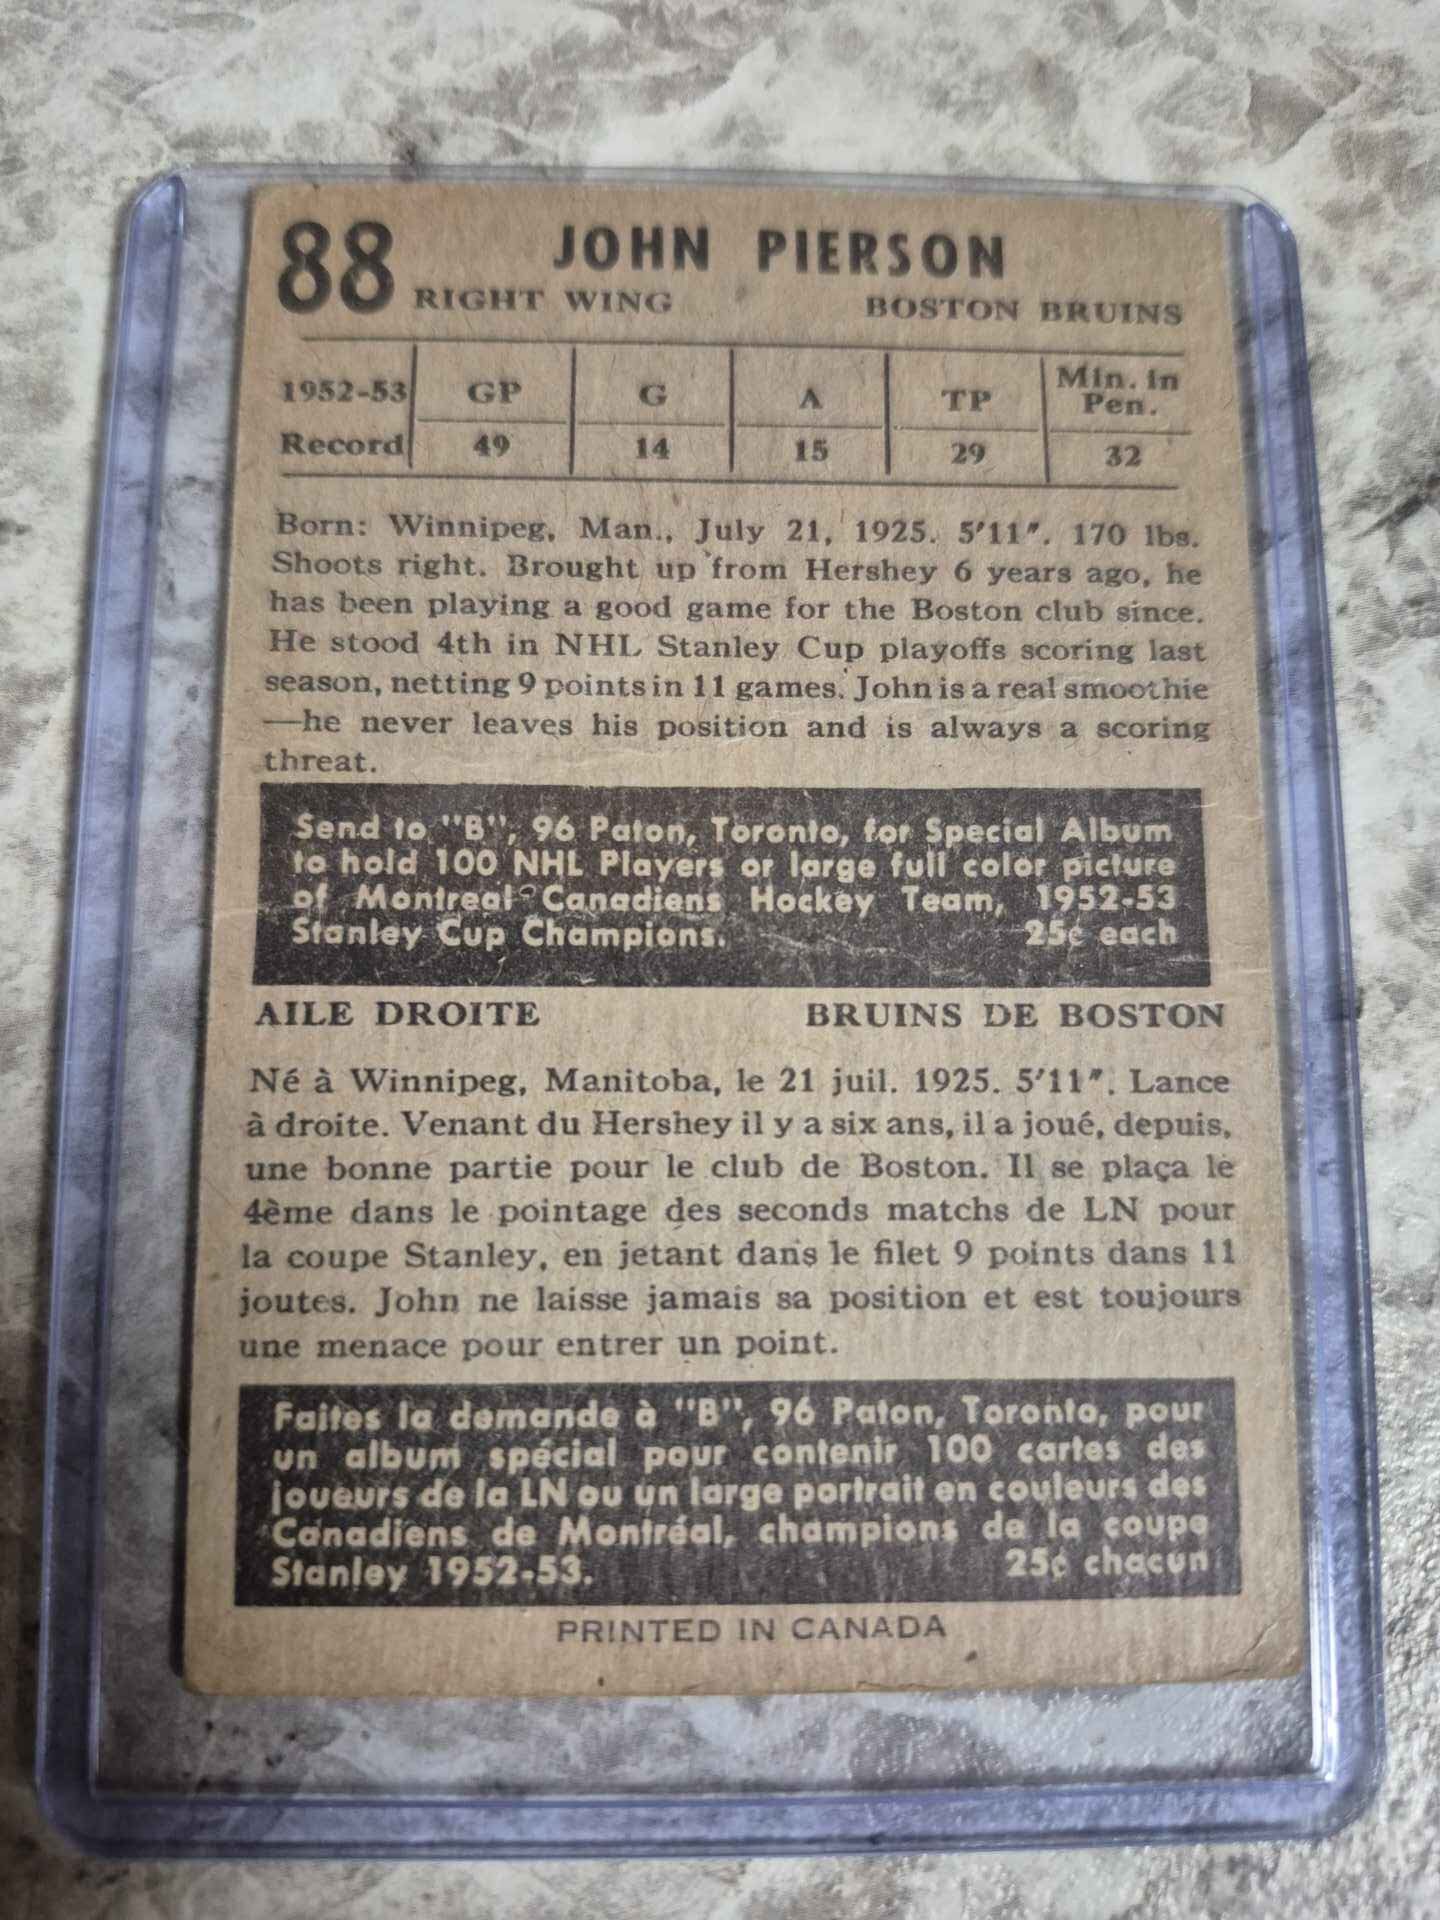 88 JOHN PIERSON
RIGHT WING BOSTON BRUINS
1952-53 GP G A TP Min. in Pen.
Record 49 14 15 29 32
Born: Winnipeg, Man., July 21, 1925. 5'11". 170 lbs.
Shoots right. Brought up from Hershey 6 years ago, he
has been playing a good game for the Boston club since.
He stood 4th in NHL Stanley Cup playoffs scoring last
season, netting 9 points in 11 games. John is a real smoothie
—he never leaves his position and is always a scoring
threat.
Send to "B", 96 Paton, Toronto, for Special Album
to hold 100 NHL Players or large full color picture
of Montreal Canadiens Hockey Team, 1952-53
Stanley Cup Champions. 25¢ each
AILE DROITE BRUINS DE BOSTON
Né à Winnipeg, Manitoba, le 21 juil. 1925. 5'11". Lance
à droite. Venant du Hershey il y a six ans, il a joué, depuis,
une bonne partie pour le club de Boston. Il se plaça le
4ème dans le pointage des seconds matchs de LN pour
la coupe Stanley, en jetant dans le filet 9 points dans 11
joutes. John ne laisse jamais sa position et est toujours
une menace pour entrer un point.
Faites la demande à "B", 96 Paton, Toronto, pour
un album spécial pour contenir 100 cartes des
joueurs de la LN ou un large portrait en couleurs des
Canadiens de Montréal, champions de la coupe
Stanley 1952-53. 25¢ chacun
PRINTED IN CANADA